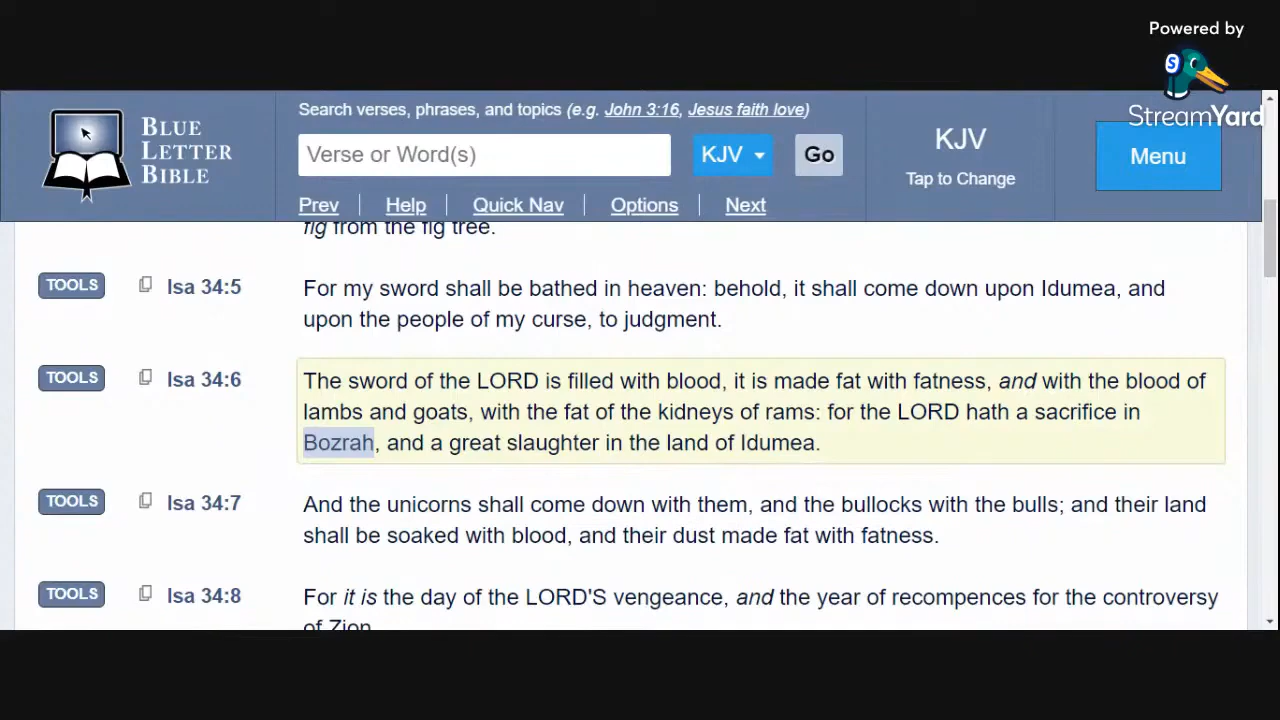 Powered by
S
StreamYard
BLUE
LETTER
BIBLE
Search verses, phrases, and topics (e.g. John 3:16, Jesus faith love)
Verse or Word(s)
KJV
Go
Prev
Help
Quick Nav
Options
Next
KJV
Tap to Change
Menu
fig from the fig tree.
TOOLS
Isa 34:5
For my sword shall be bathed in heaven: behold, it shall come down upon Idumea, and
upon the people of my curse, to judgment.
TOOLS
Isa 34:6
The sword of the LORD is filled with blood, it is made fat with fatness, and with the blood of
lambs and goats, with the fat of the kidneys of rams: for the LORD hath a sacrifice in
Bozrah, and a great slaughter in the land of Idumea.
TOOLS
Isa 34:7
And the unicorns shall come down with them, and the bullocks with the bulls; and their land
shall be soaked with blood, and their dust made fat with fatness.
TOOLS
Isa 34:8
For it is the day of the LORD'S vengeance, and the year of recompences for the controversy
of Zion